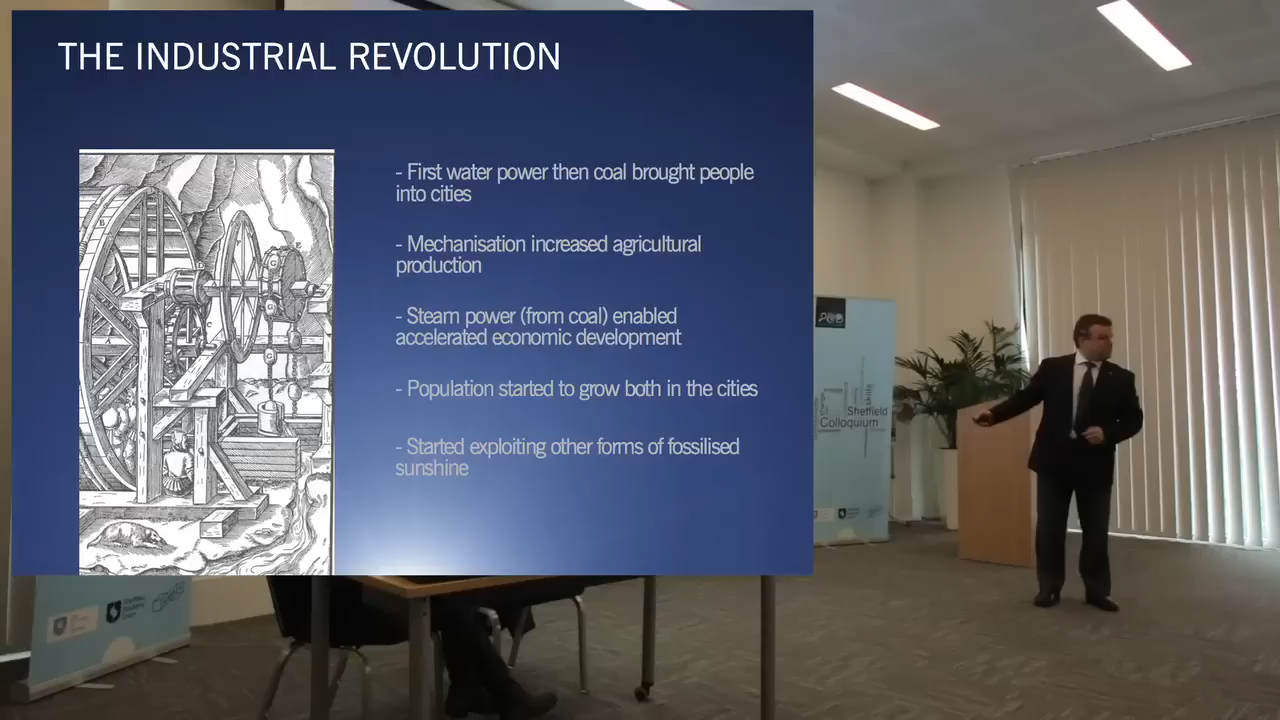 THE INDUSTRIAL REVOLUTION
- First water power then coal brought people
into cities
- Mechanisation increased agricultural
production
- Steam power (from coal) enabled
accelerated economic development
- Population started to grow both in the cities
- Started exploiting other forms of fossilised
sunshine
skills
Sheffield
Colloquium